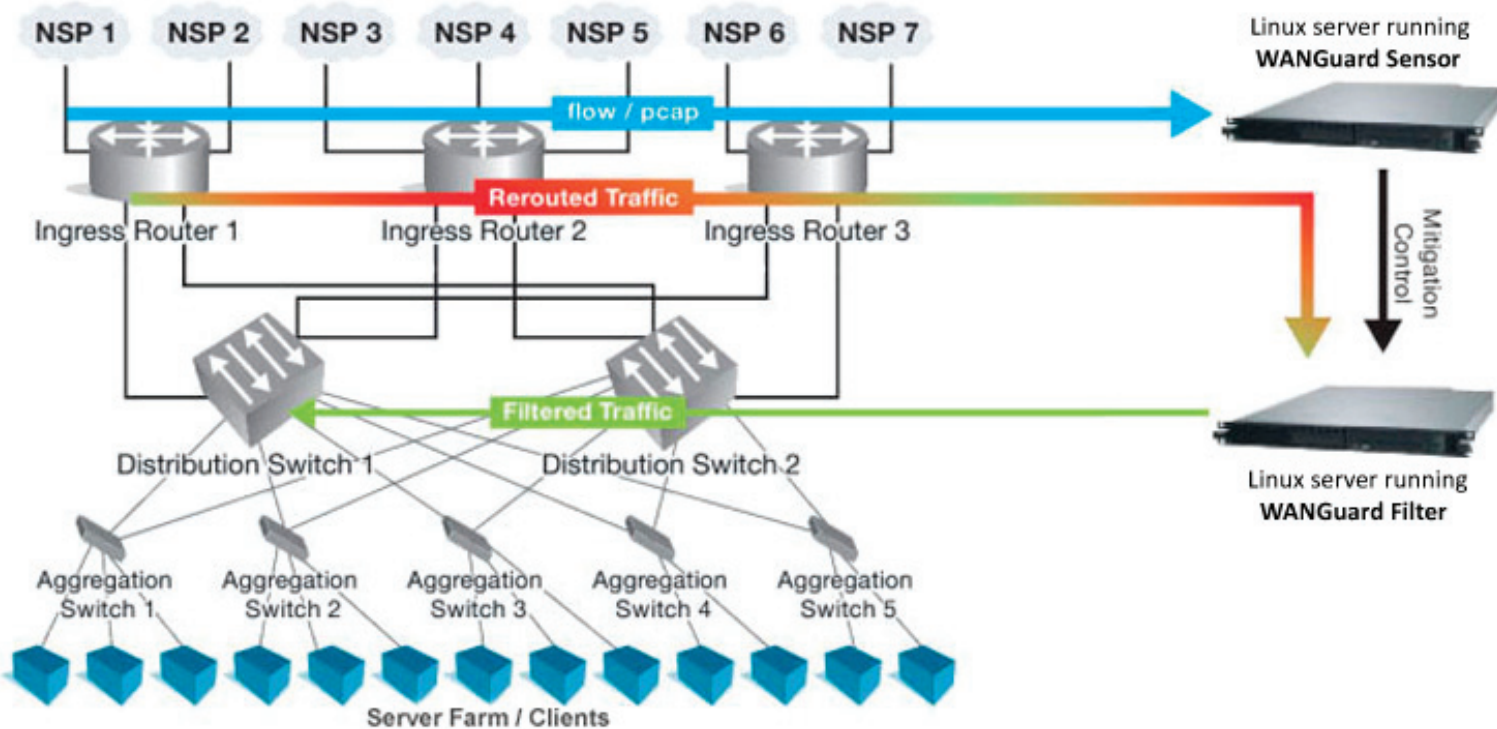 NSP 1
NSP 2
NSP 3
NSP 4
NSP 5
NSP 6
NSP 7
Linux server running
WANGuard Sensor
flow / pcap
Rerouted Traffic
Ingress Router 1
Ingress Router 2
Ingress Router 3
Mitigation
Control
Filtered Traffic
Distribution Switch 1
Distribution Switch 2
Linux server running
WANGuard Filter
Aggregation
Switch 1
Aggregation
Switch 2
Aggregation
Switch 3
Aggregation
Switch 4
Aggregation
Switch 5
Server Farm / Clients